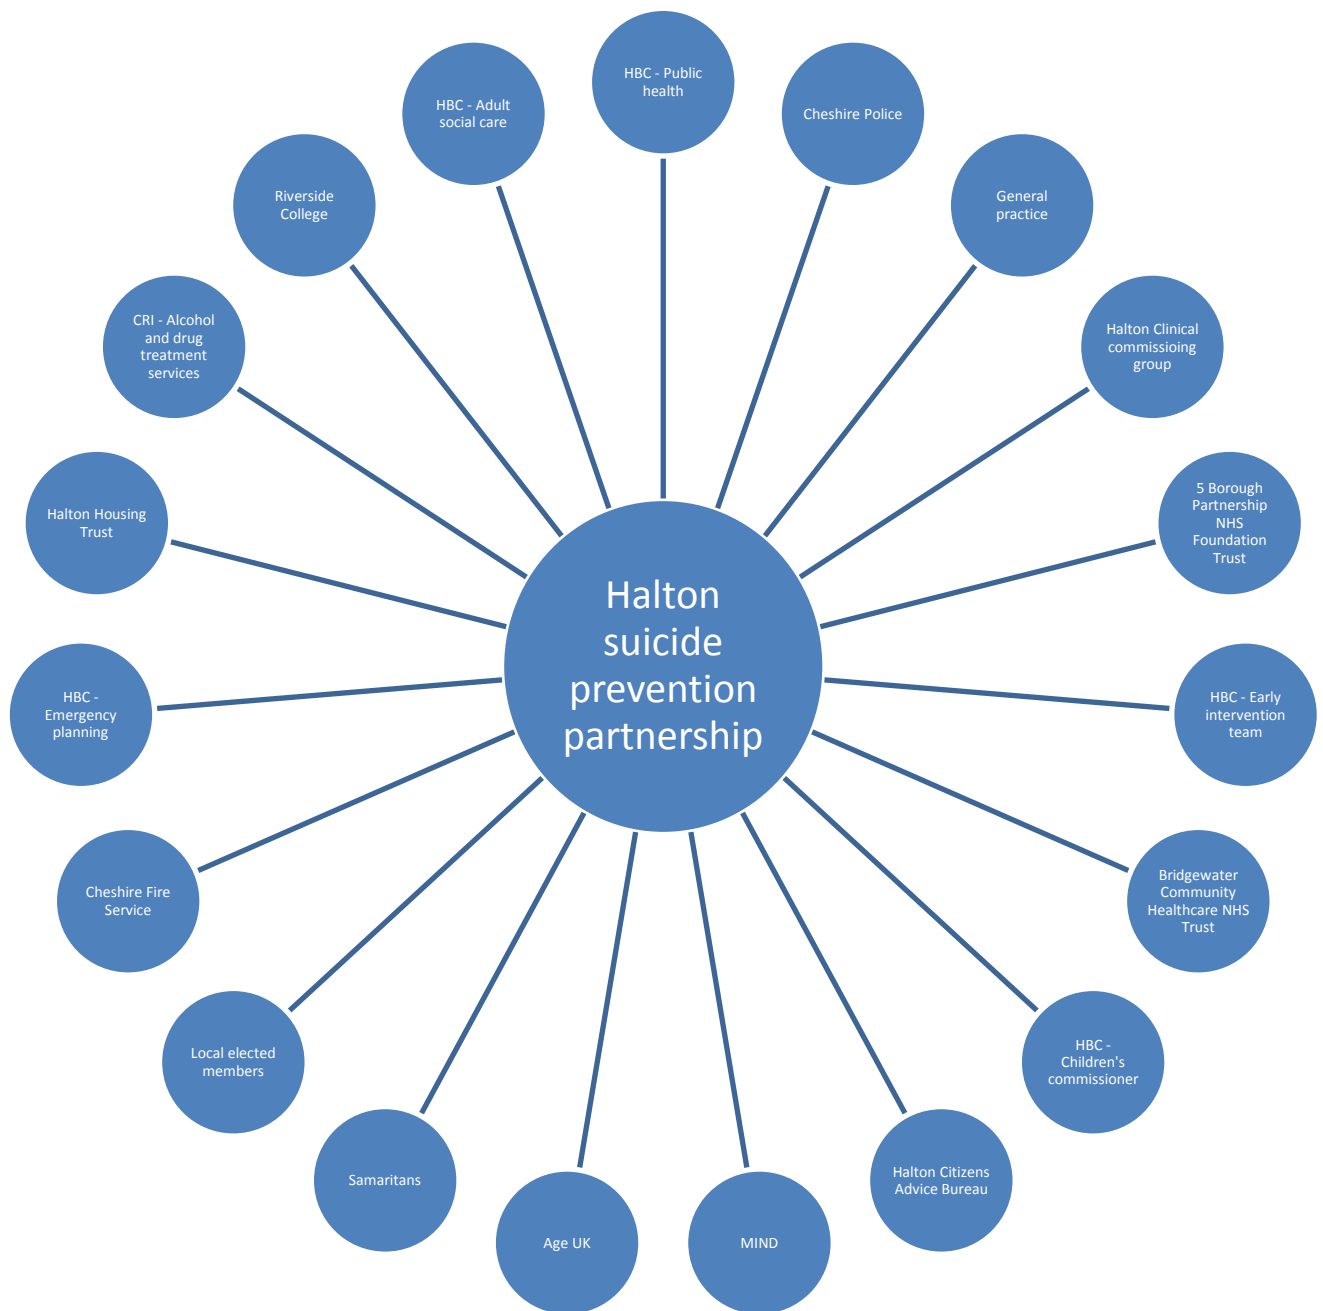 HBC - Public
health
Cheshire Police
General
practice
Halton Clinical
commissioing
group
5 Borough
Partnership
NHS
Foundation
Trust
HBC - Early
intervention
team
Bridgewater
Community
Healthcare NHS
Trust
HBC -
Children's
commissioner
Halton Citizens
Advice Bureau
MIND
Age UK
Samaritans
Local elected
members
Cheshire Fire
Service
HBC -
Emergency
planning
Halton Housing
Trust
CRI - Alcohol
and drug
treatment
services
Riverside
College
HBC - Adult
social care
Halton
suicide
prevention
partnership